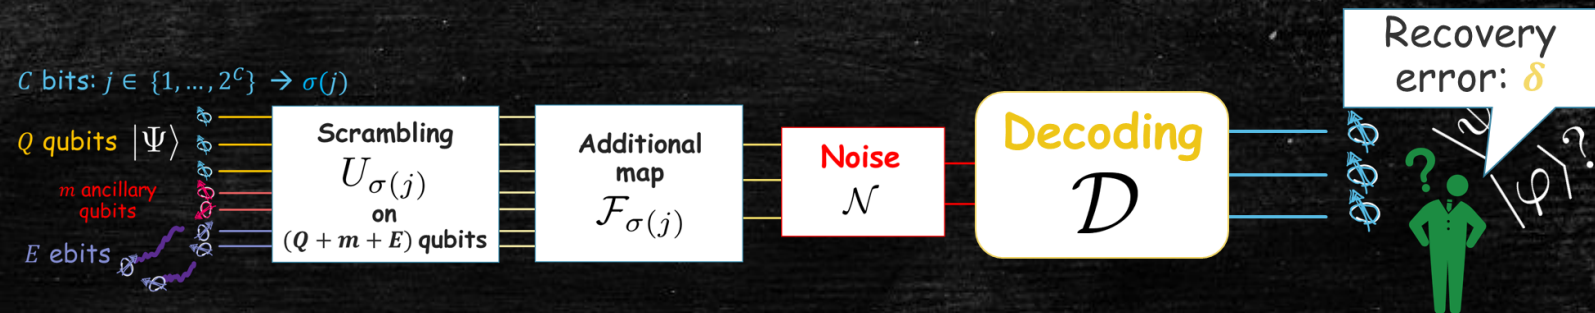 C bits: j ∈ {1, …, 2^C} → σ(j)
Q qubits |Ψ⟩
m ancillary
qubits
E ebits
Scrambling
U_σ(j)
on
(Q + m + E) qubits
Additional
map
ℱ_σ(j)
Noise
𝒩
Decoding
𝒟
Recovery
error: δ
?
|φ⟩?